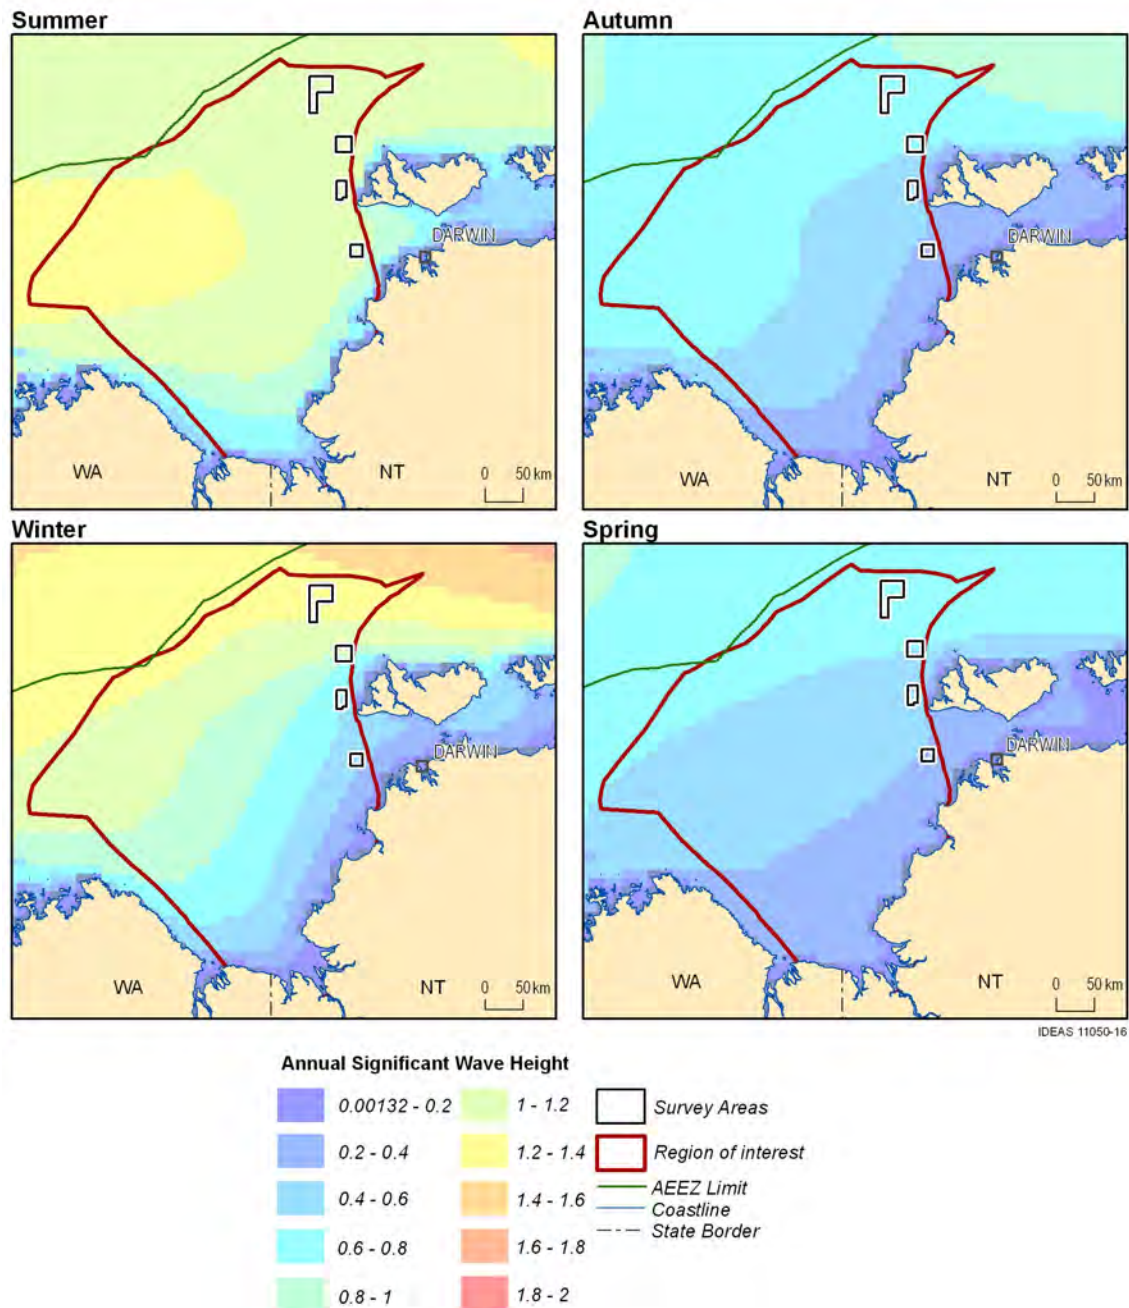 Summer
DARWIN
WA
NT
0 50 km
Autumn
DARWIN
WA
NT
0 50 km
Winter
DARWIN
WA
NT
0 50 km
Spring
DARWIN
WA
NT
0 50 km
IDEAS 11050-16
Annual Significant Wave Height
0.00132 - 0.2
0.2 - 0.4
0.4 - 0.6
0.6 - 0.8
0.8 - 1
1 - 1.2
1.2 - 1.4
1.4 - 1.6
1.6 - 1.8
1.8 - 2
Survey Areas
Region of interest
AEEZ Limit
Coastline
State Border